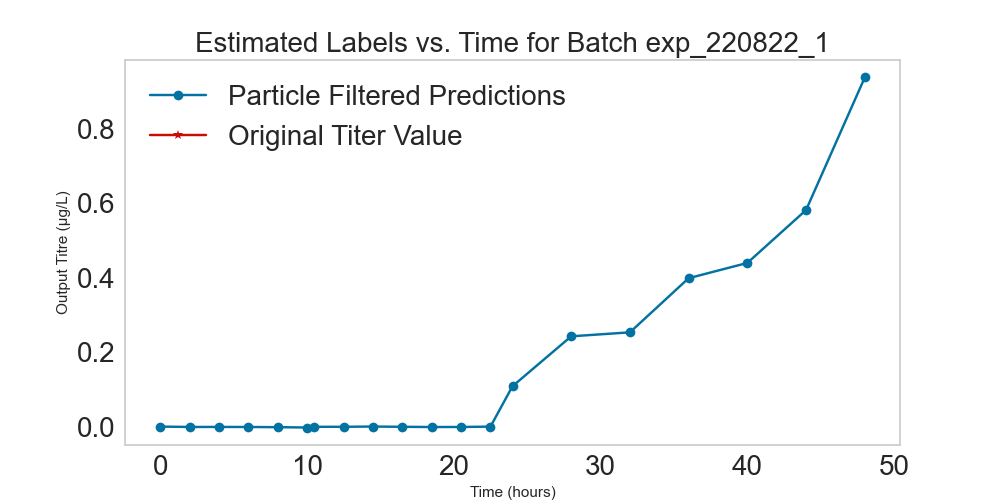 Estimated Labels vs. Time for Batch exp_220822_1
Particle Filtered Predictions
Original Titer Value
Output Titre (µg/L)
0.8
0.6
0.4
0.2
0.0
0 10 20 30 40 50
Time (hours)